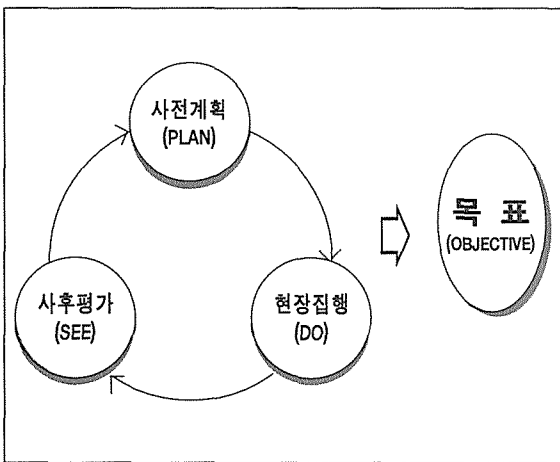 사전계획
(PLAN)
목 표
(OBJECTIVE)
사후평가
(SEE)
현장집행
(DO)